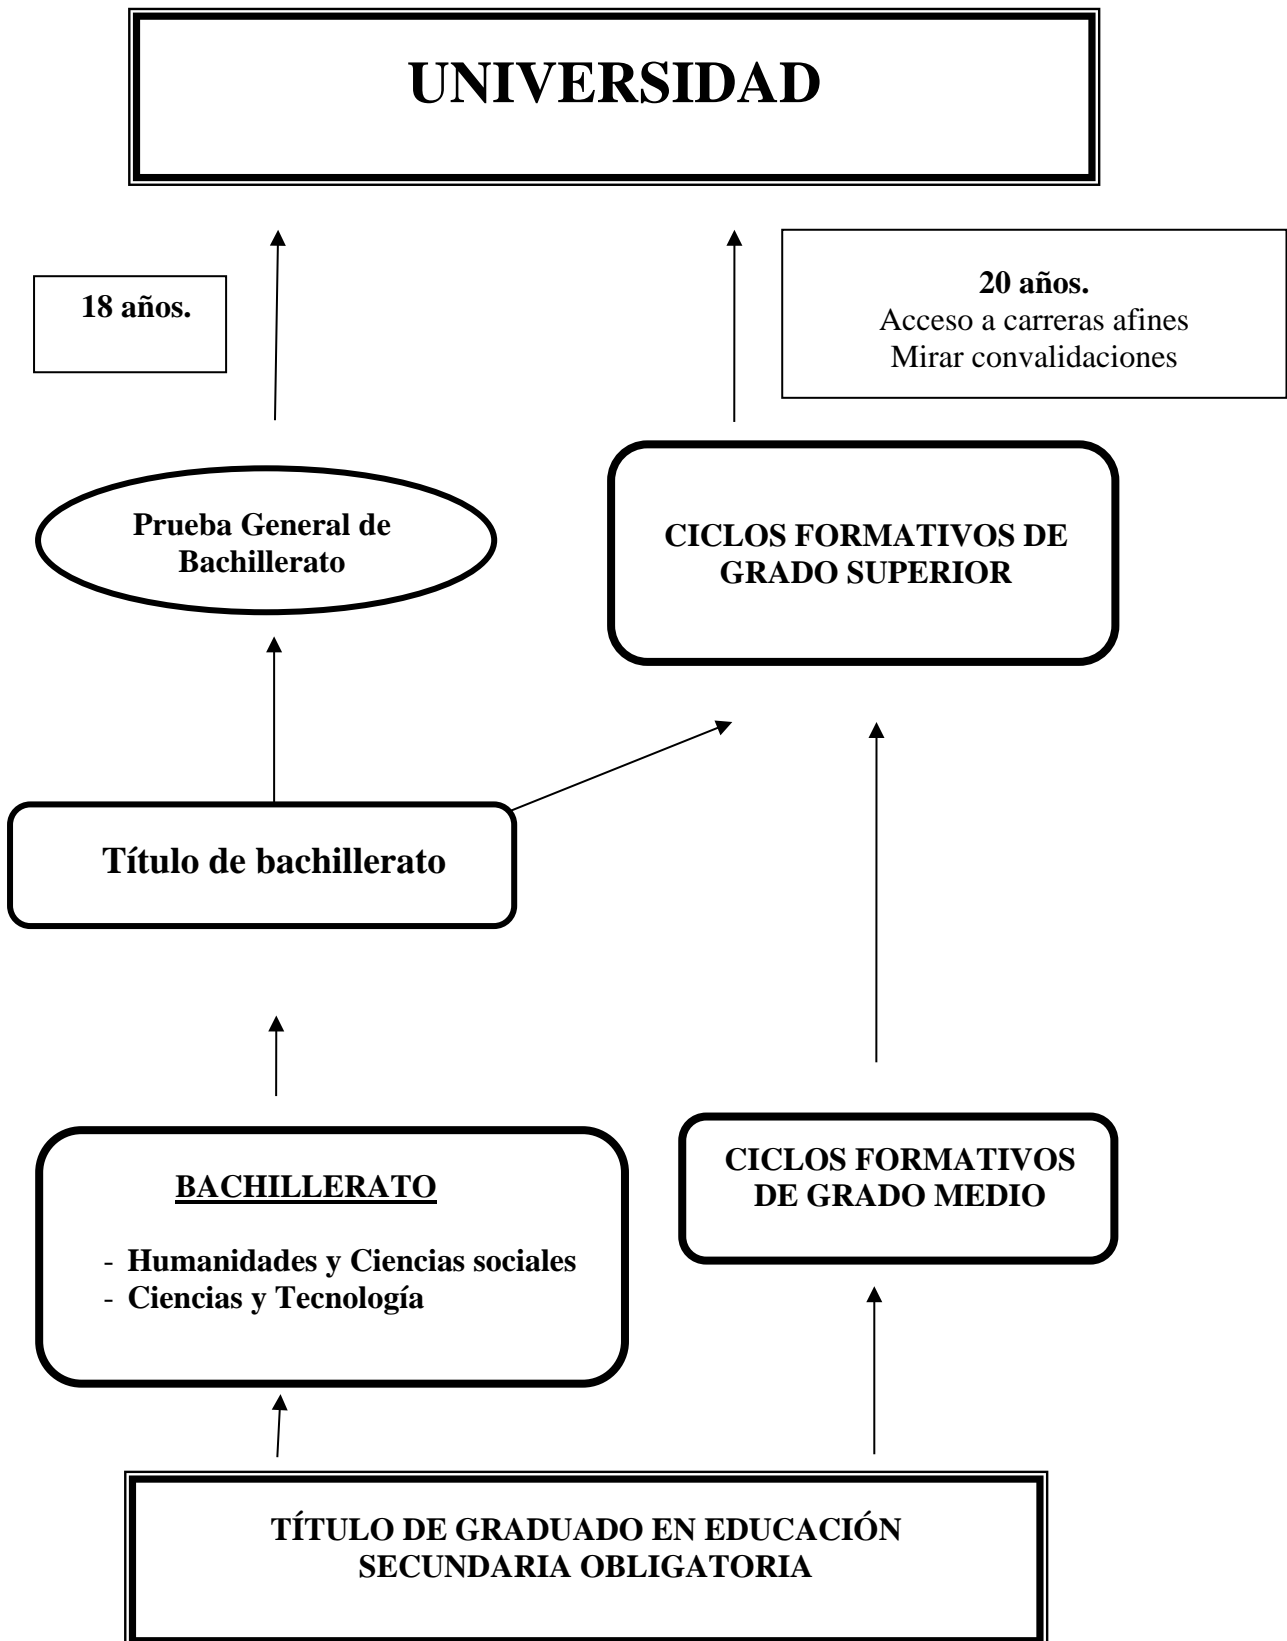 UNIVERSIDAD
18 años.
20 años.
Acceso a carreras afines
Mirar convalidaciones
Prueba General de
Bachillerato
CICLOS FORMATIVOS DE
GRADO SUPERIOR
Título de bachillerato
BACHILLERATO
- Humanidades y Ciencias sociales
- Ciencias y Tecnología
CICLOS FORMATIVOS
DE GRADO MEDIO
TÍTULO DE GRADUADO EN EDUCACIÓN
SECUNDARIA OBLIGATORIA